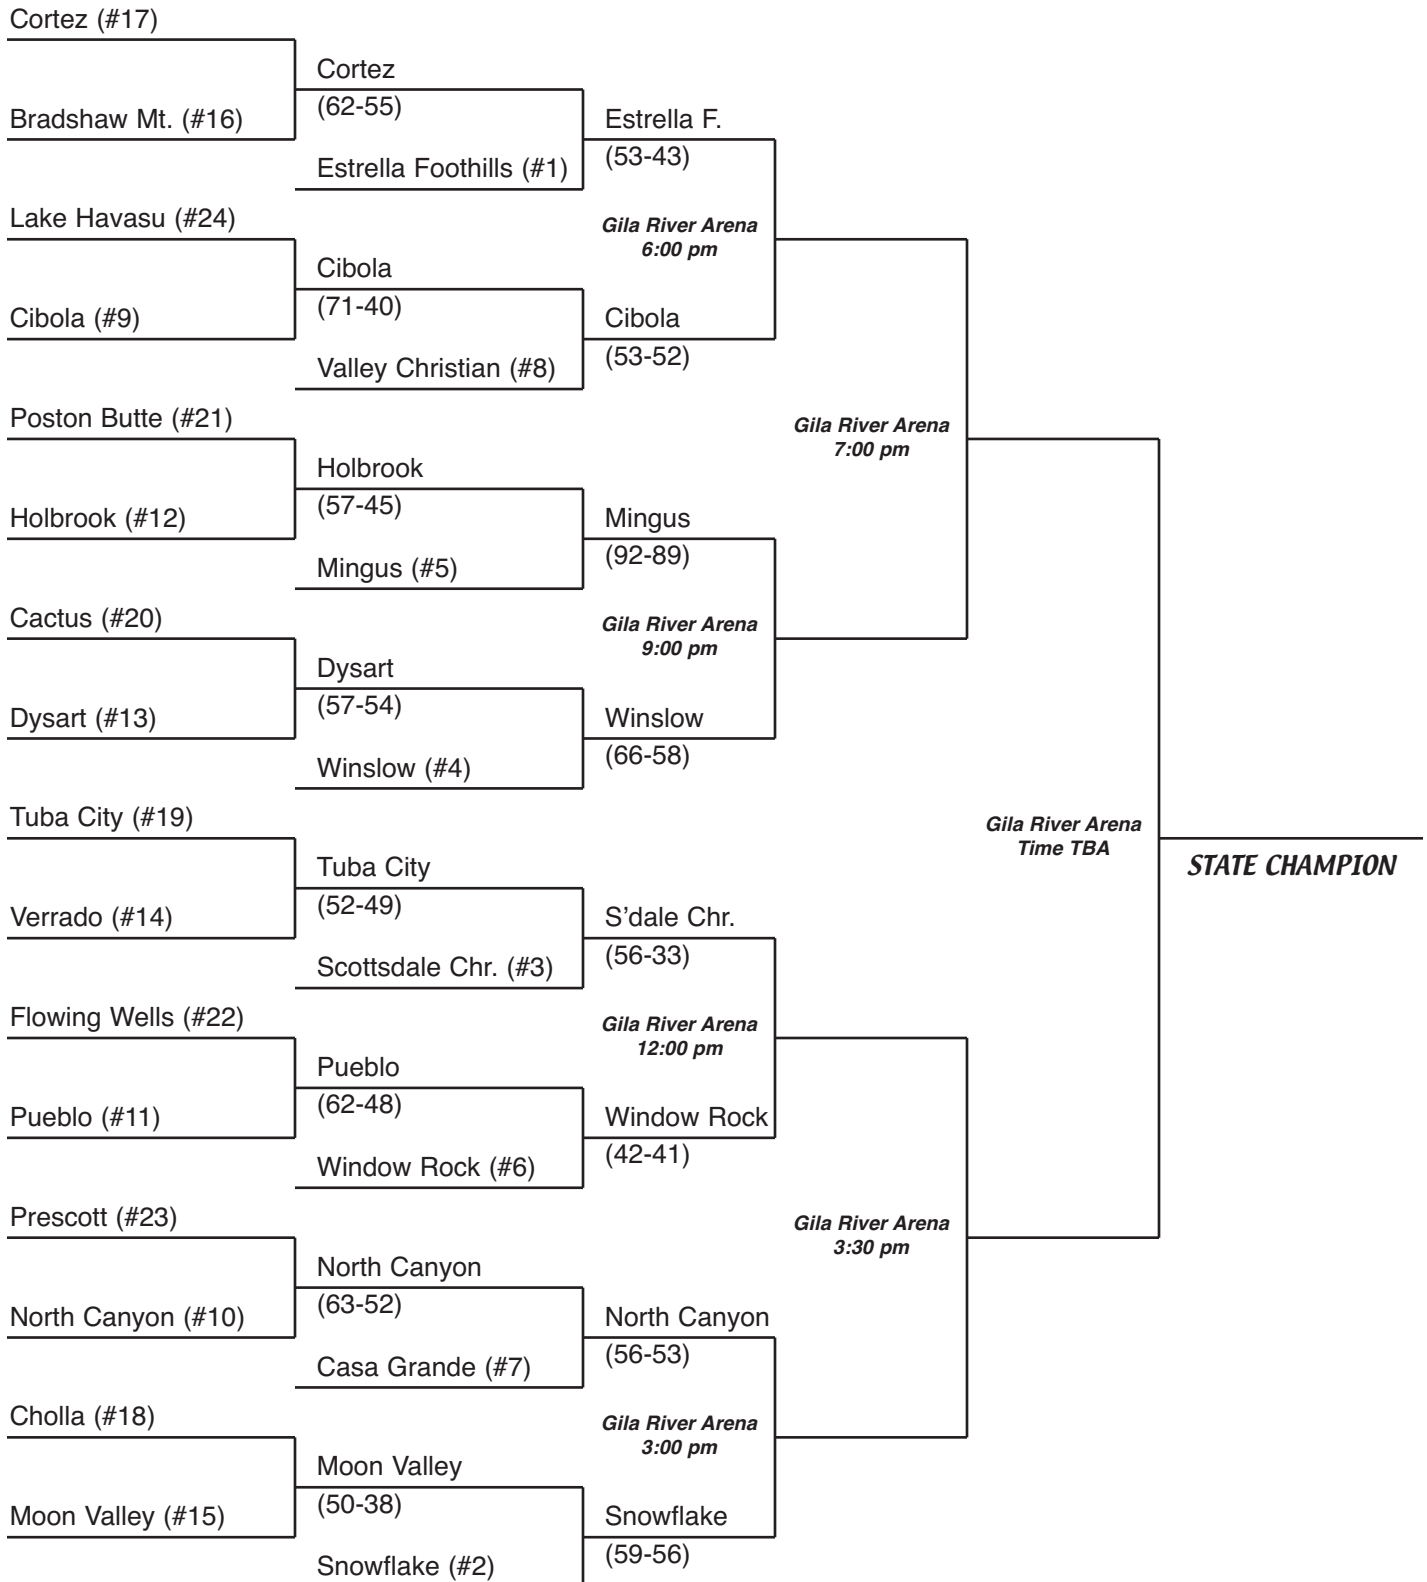 Cortez (#17)
Cortez
(62-55)
Bradshaw Mt. (#16)
Estrella F.
(53-43)
Estrella Foothills (#1)
Lake Havasu (#24)
Gila River Arena
6:00 pm
Cibola
(71-40)
Cibola (#9)
Cibola
(53-52)
Valley Christian (#8)
Poston Butte (#21)
Gila River Arena
7:00 pm
Holbrook
(57-45)
Holbrook (#12)
Mingus
(92-89)
Mingus (#5)
Cactus (#20)
Gila River Arena
9:00 pm
Dysart
(57-54)
Dysart (#13)
Winslow
(66-58)
Winslow (#4)
Tuba City (#19)
Gila River Arena
Time TBA
STATE CHAMPION
Tuba City
(52-49)
Verrado (#14)
S’dale Chr.
(56-33)
Scottsdale Chr. (#3)
Flowing Wells (#22)
Gila River Arena
12:00 pm
Pueblo
(62-48)
Pueblo (#11)
Window Rock
(42-41)
Window Rock (#6)
Prescott (#23)
Gila River Arena
3:30 pm
North Canyon
(63-52)
North Canyon (#10)
North Canyon
(56-53)
Casa Grande (#7)
Cholla (#18)
Gila River Arena
3:00 pm
Moon Valley
(50-38)
Moon Valley (#15)
Snowflake
(59-56)
Snowflake (#2)